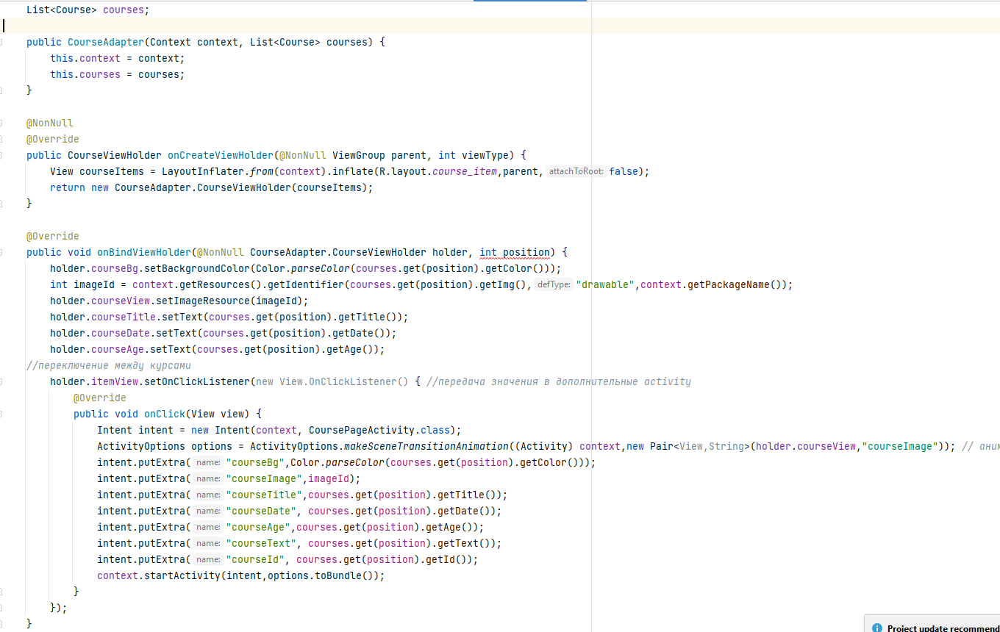 List<Course> courses;
public CourseAdapter(Context context, List<Course> courses) {
this.context = context;
this.courses = courses;
}
@NonNull
@Override
public CourseViewHolder onCreateViewHolder(@NonNull ViewGroup parent, int viewType) {
View courseItems = LayoutInflater.from(context).inflate(R.layout.course_item,parent, attachToRoot: false);
return new CourseAdapter.CourseViewHolder(courseItems);
}
@Override
public void onBindViewHolder(@NonNull CourseAdapter.CourseViewHolder holder, int position) {
holder.courseBg.setBackgroundColor(Color.parseColor(courses.get(position).getColor()));
int imageId = context.getResources().getIdentifier(courses.get(position).getImg(), defType: "drawable",context.getPackageName());
holder.courseView.setImageResource(imageId);
holder.courseTitle.setText(courses.get(position).getTitle());
holder.courseDate.setText(courses.get(position).getDate());
holder.courseAge.setText(courses.get(position).getAge());
//переключение между курсами
holder.itemView.setOnClickListener(new View.OnClickListener() { //передача значения в дополнительные activity
@Override
public void onClick(View view) {
Intent intent = new Intent(context, CoursePageActivity.class);
ActivityOptions options = ActivityOptions.makeSceneTransitionAnimation((Activity) context,new Pair<View,String>(holder.courseView,"courseImage")); // аним
intent.putExtra( name: "courseBg",Color.parseColor(courses.get(position).getColor()));
intent.putExtra( name: "courseImage",imageId);
intent.putExtra( name: "courseTitle",courses.get(position).getTitle());
intent.putExtra( name: "courseDate", courses.get(position).getDate());
intent.putExtra( name: "courseAge",courses.get(position).getAge());
intent.putExtra( name: "courseText", courses.get(position).getText());
intent.putExtra( name: "courseId", courses.get(position).getId());
context.startActivity(intent,options.toBundle());
}
});
}
Project update recommend